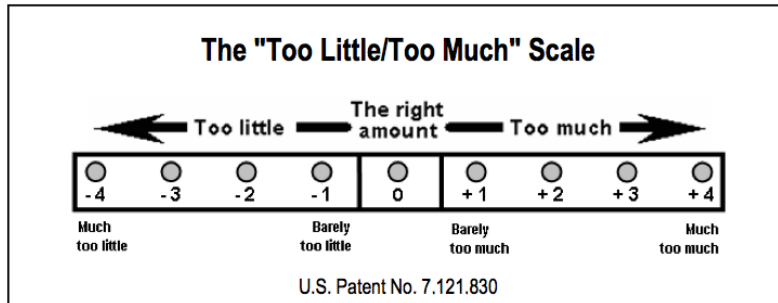 The "Too Little/Too Much" Scale
Too little The right amount Too much
- 4 - 3 - 2 - 1 0 + 1 + 2 + 3 + 4
Much too little Barely too little Barely too much Much too much
U.S. Patent No. 7.121.830